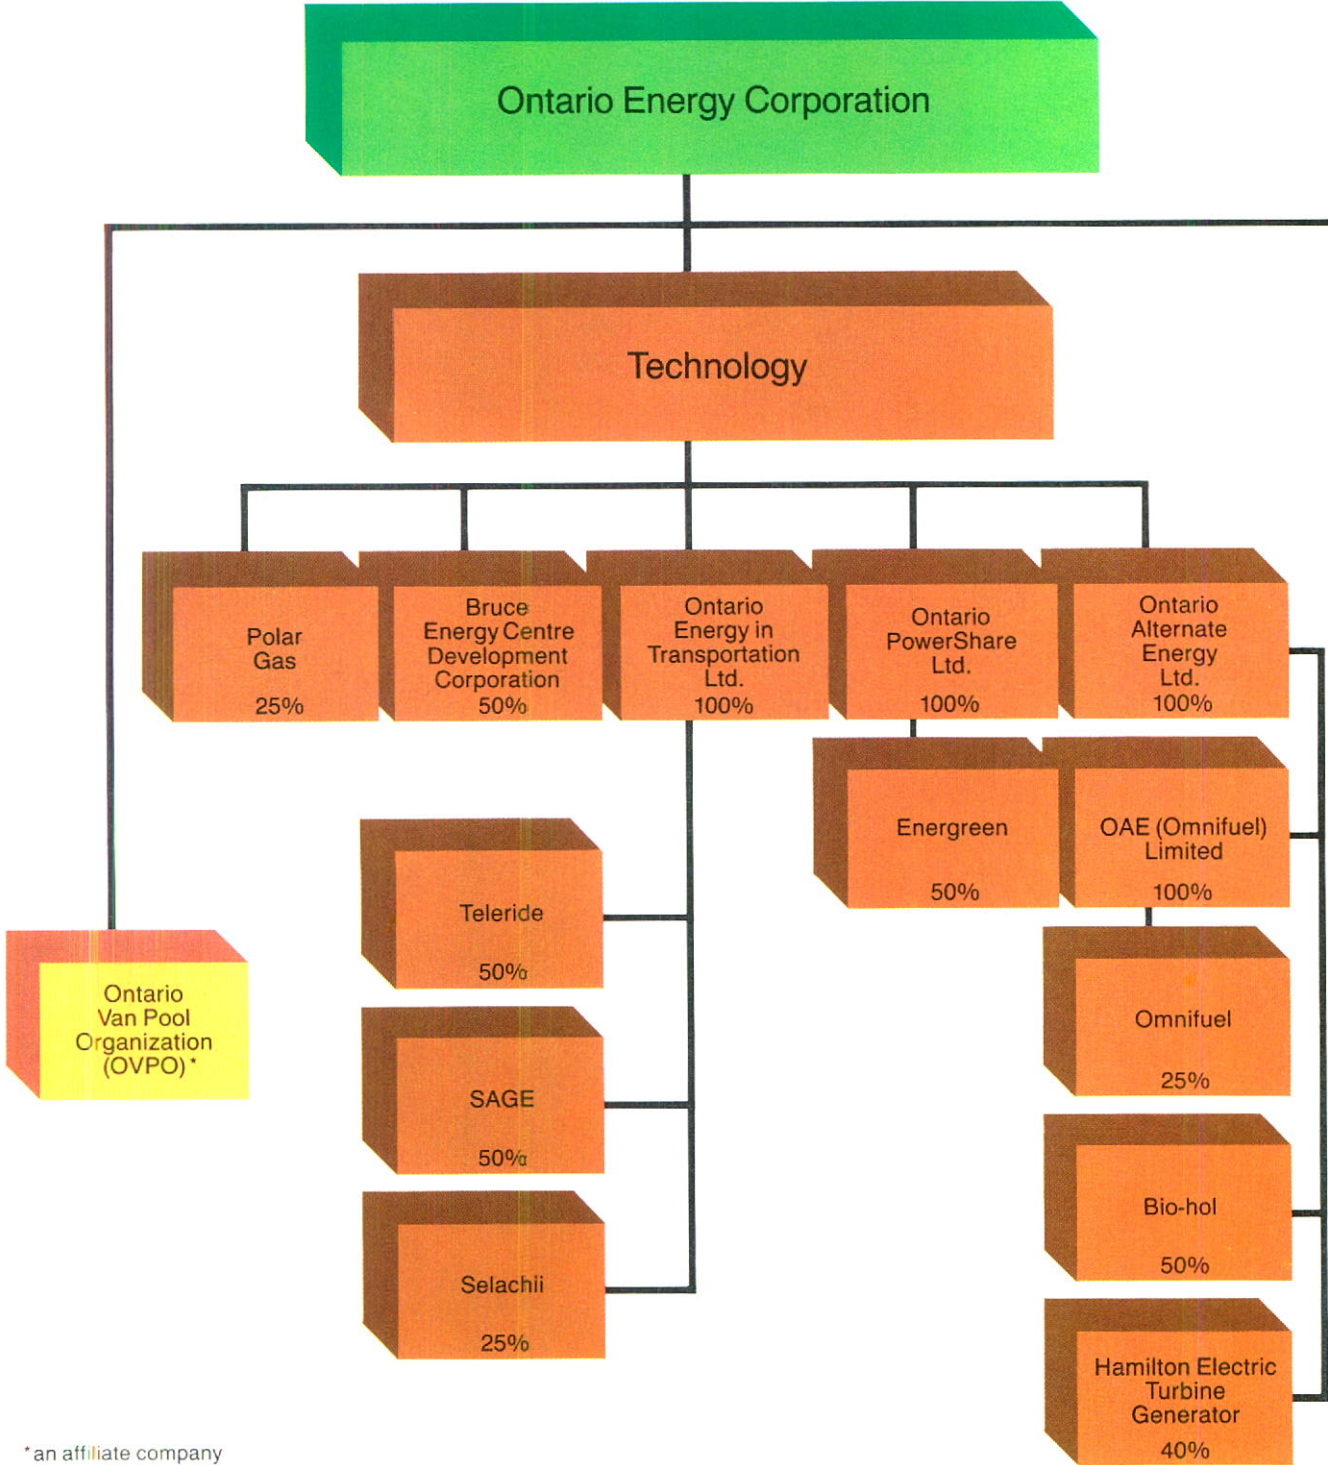 Ontario Energy Corporation
Technology
Polar
Gas
25%
Bruce
Energy Centre
Development
Corporation
50%
Ontario
Energy in
Transportation
Ltd.
100%
Ontario
PowerShare
Ltd.
100%
Ontario
Alternate
Energy
Ltd.
100%
Energreen
50%
OAE (Omnifuel)
Limited
100%
Teleride
50%
Ontario
Van Pool
Organization
(OVPO)*
Omnifuel
25%
SAGE
50%
Bio-hol
50%
Selachii
25%
Hamilton Electric
Turbine
Generator
40%
*an affiliate company